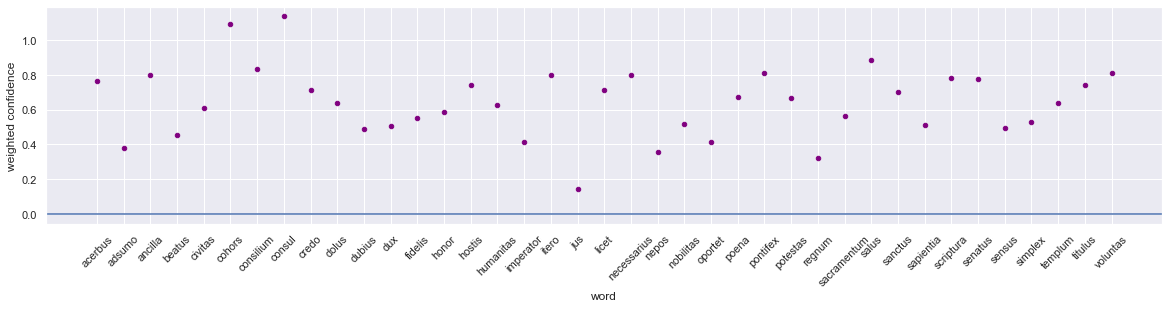 weighted confidence
1.0
0.8
0.6
0.4
0.2
0.0
acerbus
adsumo
ancilla
beatus
civitas
cohors
consilium
consul
credo
dolus
dubius
dux
fidelis
honor
hostis
humanitas
imperator
itero
jus
licet
necessarius
nepos
nobilitas
oportet
poena
pontifex
potestas
regnum
sacramentum
salus
sanctus
sapientia
scriptura
senatus
sensus
simplex
templum
titulus
voluntas
word